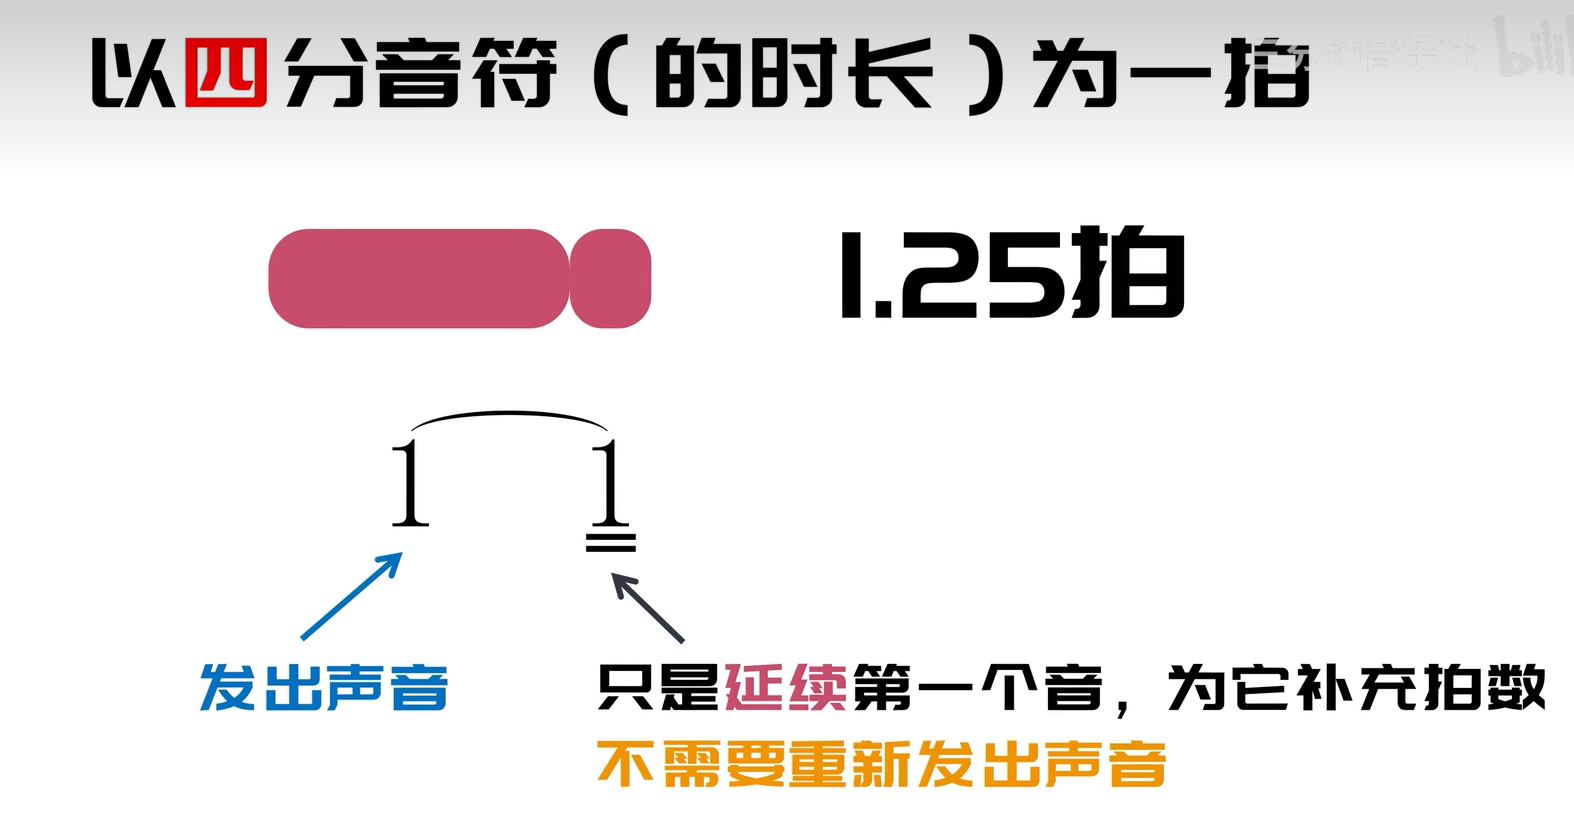 以四分音符（的时长）为一拍
1.25拍
1 1
发出声音
只是延续第一个音，为它补充拍数
不需要重新发出声音